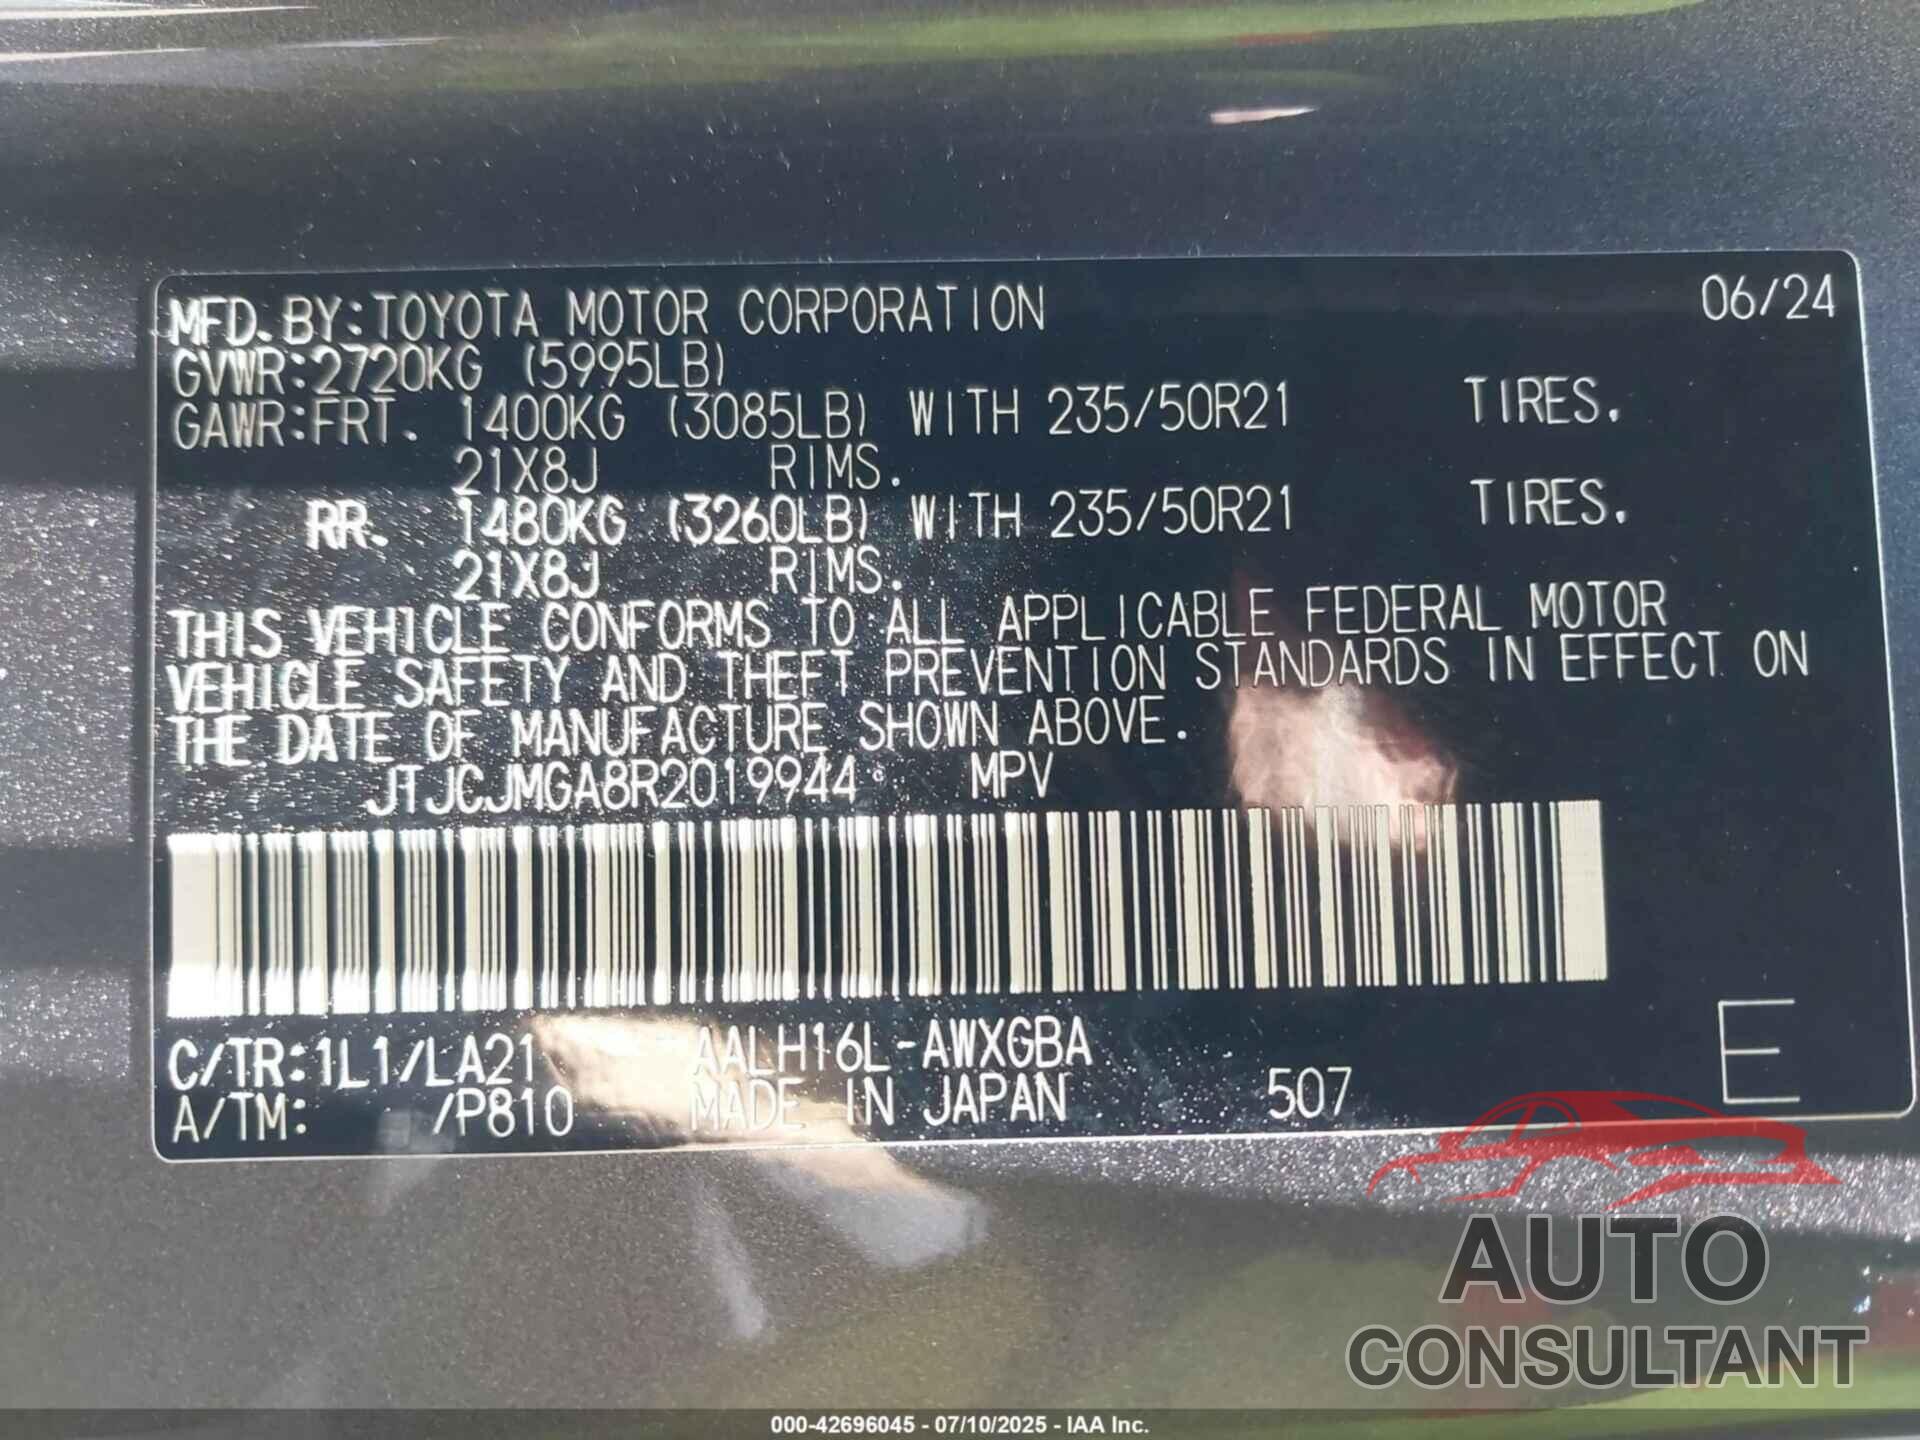 MFD. BY:TOYOTA MOTOR CORPORATION 06/24
GVWR:2720KG (5995LB)
GAWR:FRT. 1400KG (3085LB) WITH 235/50R21 TIRES.
21X8J RIMS.
RR. 1480KG (3260LB) WITH 235/50R21 TIRES.
21X8J RIMS.
THIS VEHICLE CONFORMS TO ALL APPLICABLE FEDERAL MOTOR
VEHICLE SAFETY AND THEFT PREVENTION STANDARDS IN EFFECT ON
THE DATE OF MANUFACTURE SHOWN ABOVE.
JTJCJMGA8R2019944 MPV
C/TR:1L1/LA21 AALH16L-AWXGBA
A/TM: /P810 MADE IN JAPAN 507 E
AUTO
CONSULTANT
000-42696045 - 07/10/2025 - IAA Inc.